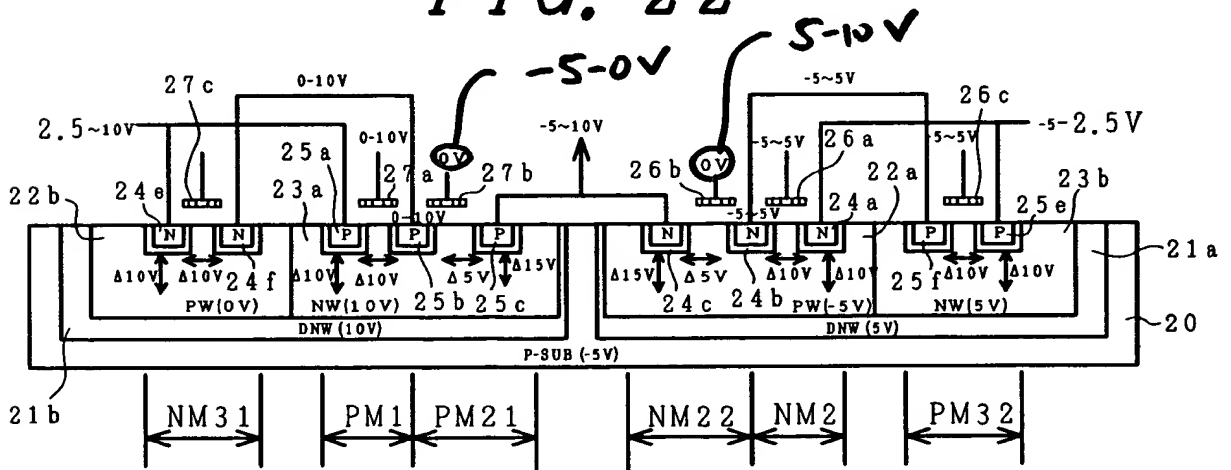 FIG. 22
-5-0V
5-10V
27c
0-10V
-5~5V
26c
2.5~10V
25a
0-10V
0V
-5~10V
0V
-5~5V
26a
-5~5V
-5-2.5V
22b
24e
23a
27a
27b
26b
22a
23b
0-10V
-5~5V
24a
25e
N
N
P
P
P
N
N
N
P
P
21a
Δ10V
Δ10V
24f
Δ10V
Δ10V
Δ5V
Δ15V
Δ15V
Δ5V
Δ10V
25f
Δ10V
Δ10V
PW(0V)
NW(10V)
25b
25c
24c
24b
PW(-5V)
NW(5V)
DNW(10V)
DNW(5V)
20
P-SUB(-5V)
21b
NM31
PM1
PM21
NM22
NM2
PM32